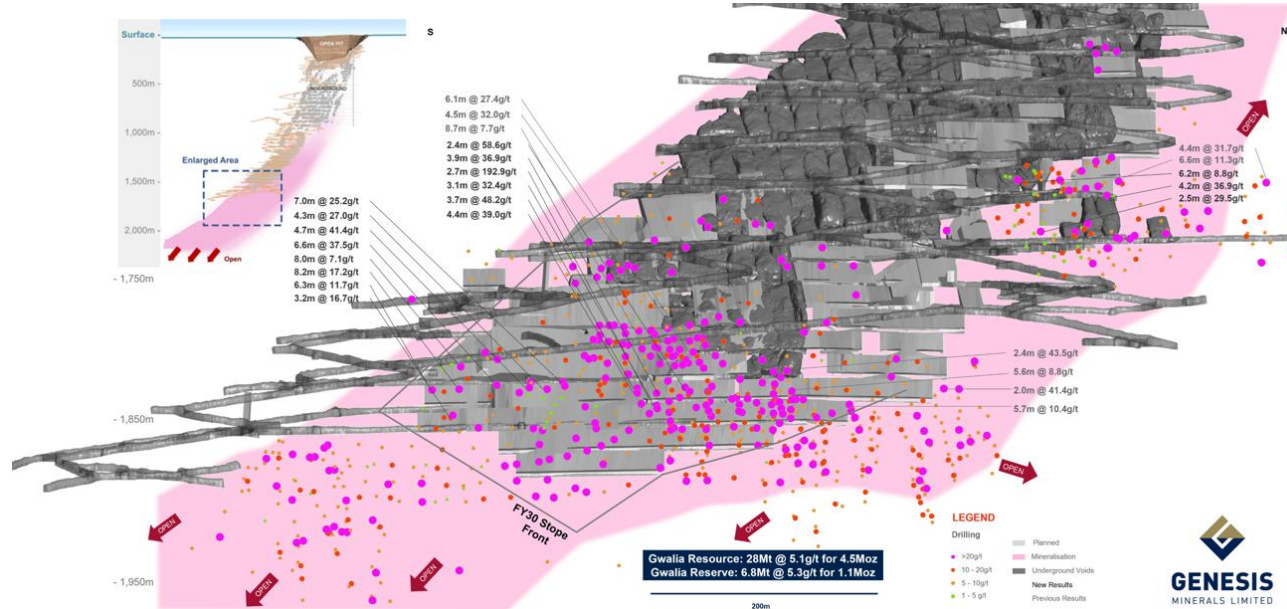 Surface
OPEN PIT
UNDERGROUND
500m
1,000m
Enlarged Area
1,500m
2,000m
Open
S
N
6.1m @ 27.4g/t
4.5m @ 32.0g/t
8.7m @ 7.7g/t
2.4m @ 58.6g/t
3.9m @ 36.9g/t
2.7m @ 192.9g/t
3.1m @ 32.4g/t
3.7m @ 48.2g/t
4.4m @ 39.0g/t
7.0m @ 25.2g/t
4.3m @ 27.0g/t
4.7m @ 41.4g/t
6.6m @ 37.5g/t
8.0m @ 7.1g/t
8.2m @ 17.2g/t
6.3m @ 11.7g/t
3.2m @ 16.7g/t
OPEN
4.4m @ 31.7g/t
6.6m @ 11.3g/t
6.2m @ 8.8g/t
4.2m @ 36.9g/t
2.5m @ 29.5g/t
- 1,750m
2.4m @ 43.5g/t
5.6m @ 8.8g/t
2.0m @ 41.4g/t
5.7m @ 10.4g/t
- 1,850m
OPEN
FY30 Stope
Front
OPEN
OPEN
OPEN
OPEN
- 1,950m
Gwalia Resource: 28Mt @ 5.1g/t for 4.5Moz
Gwalia Reserve: 6.8Mt @ 5.3g/t for 1.1Moz
200m
LEGEND
Drilling
>20g/t
10 - 20g/t
5 - 10g/t
1 - 5 g/t
Planned
Mineralisation
Underground Voids
New Results
Previous Results
GENESIS
MINERALS LIMITED